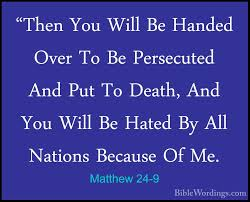 “Then You Will Be Handed
Over To Be Persecuted
And Put To Death, And
You Will Be Hated By All
Nations Because Of Me.
Matthew 24-9
BibleWordings.com